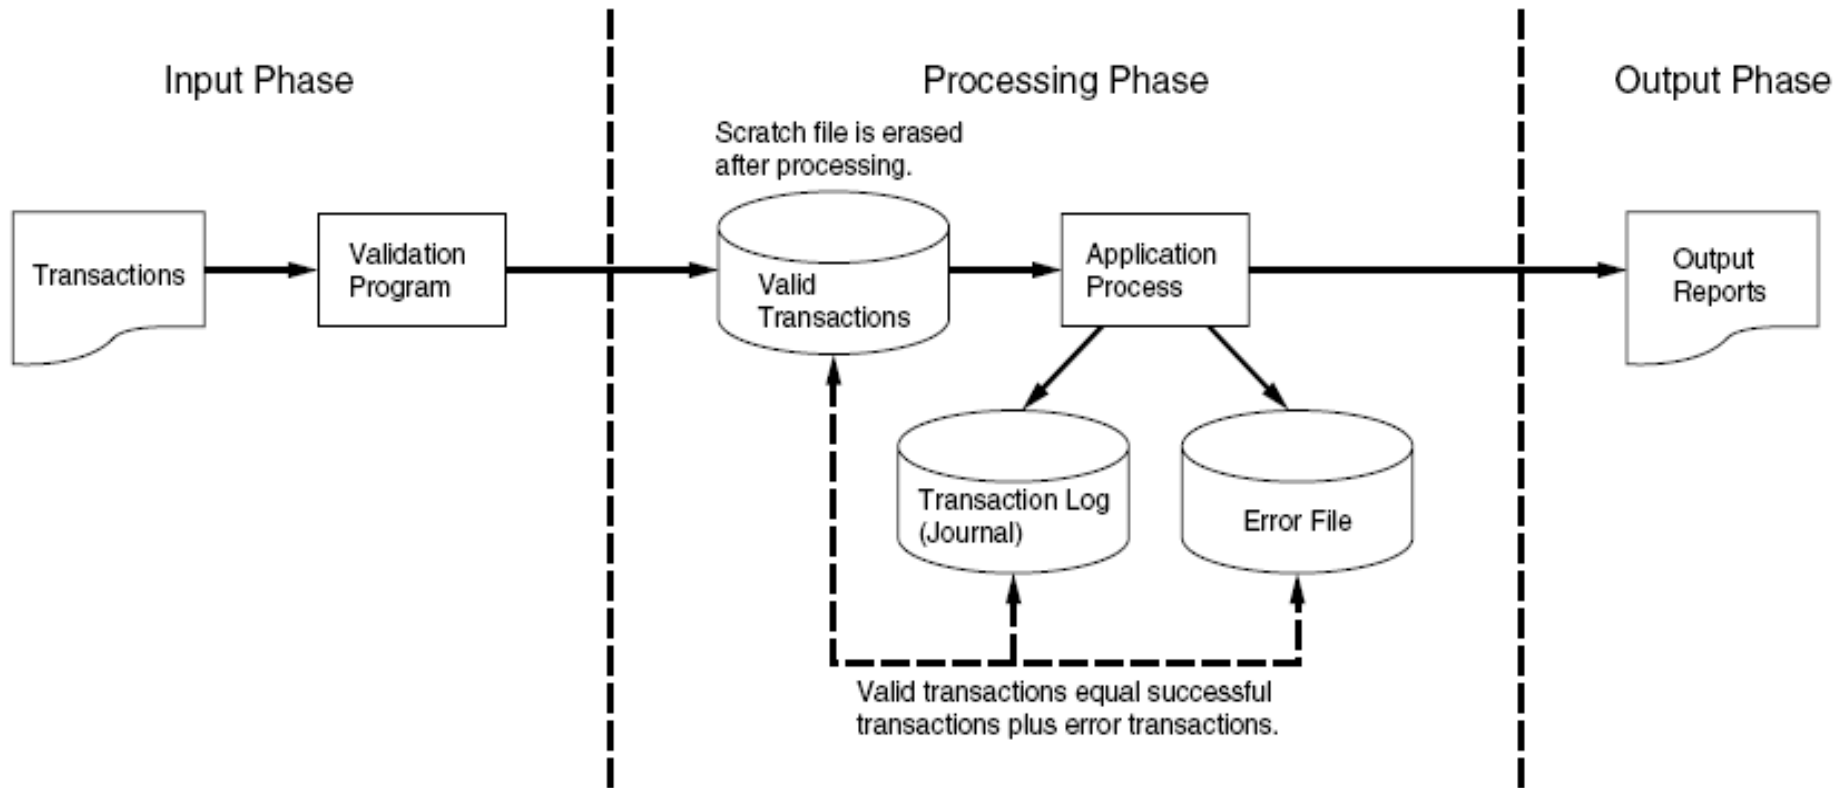 Input Phase
Processing Phase
Output Phase
Scratch file is erased
after processing.
Transactions
Validation
Program
Valid
Transactions
Application
Process
Output
Reports
Transaction Log
(Journal)
Error File
Valid transactions equal successful
transactions plus error transactions.